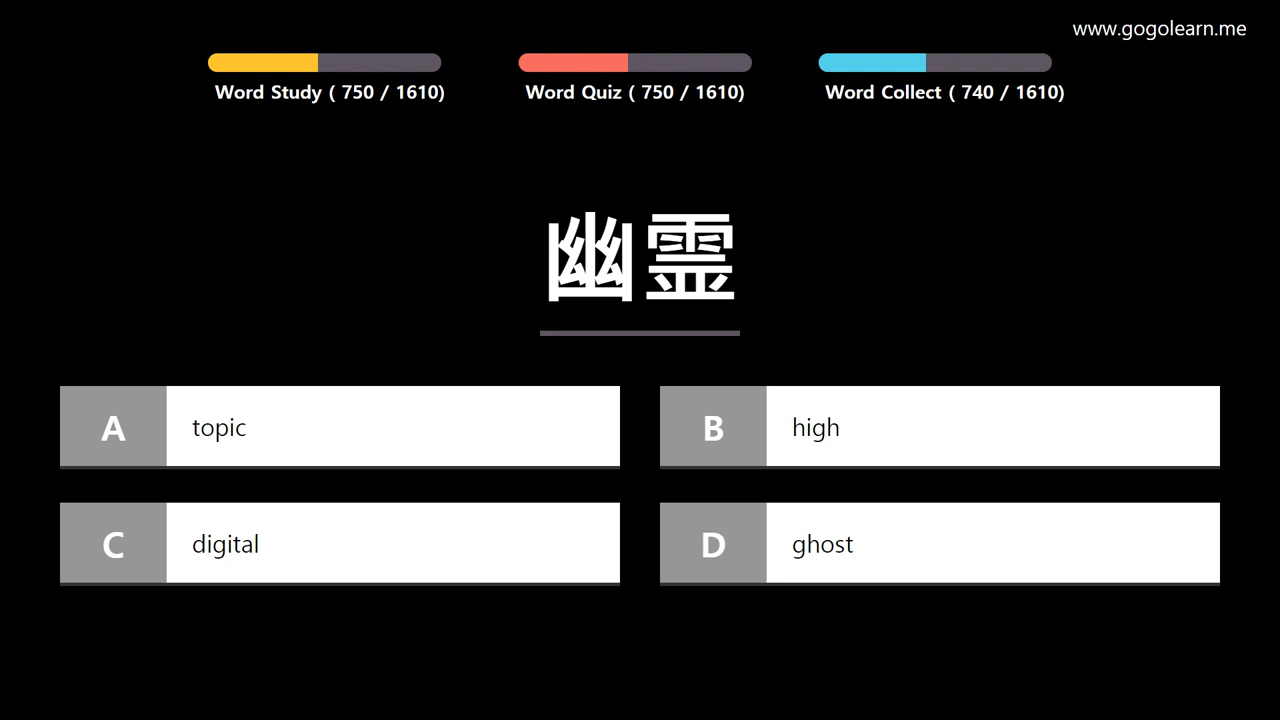 www.gogolearn.me
Word Study ( 750 / 1610)
Word Quiz ( 750 / 1610)
Word Collect ( 740 / 1610)
幽霊
A topic
B high
C digital
D ghost